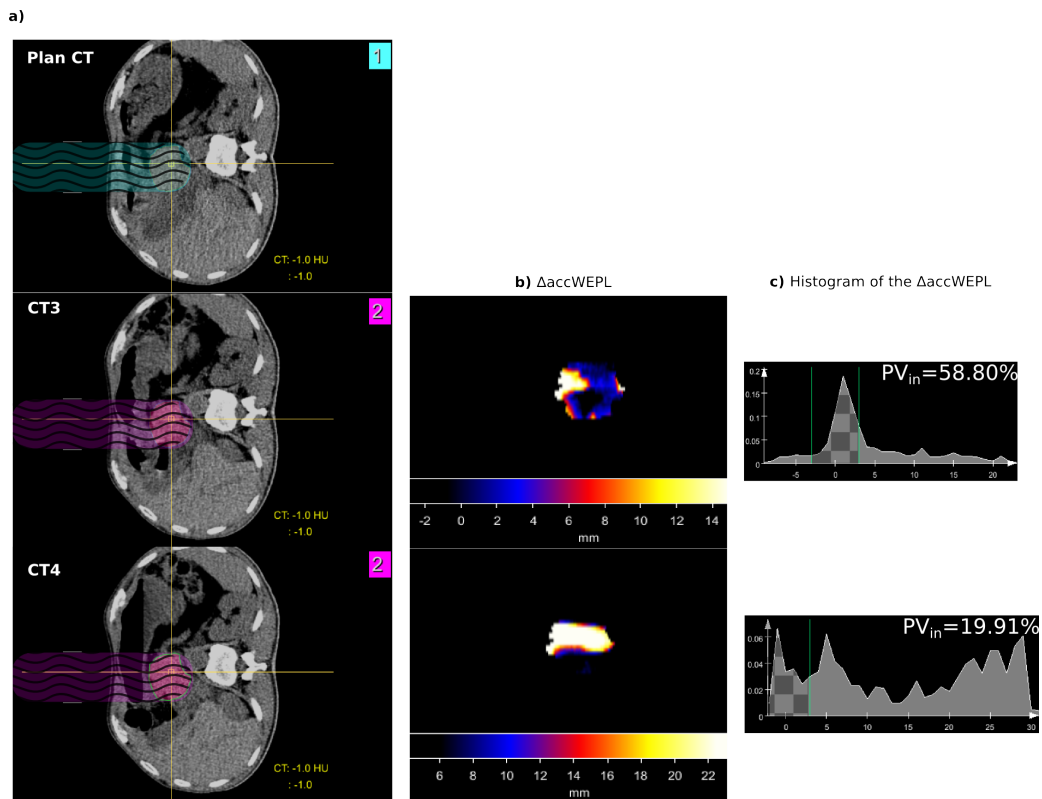 a)
Plan CT
1
CT: -1.0 HU
: -1.0
CT3
2
CT: -1.0 HU
: -1.0
CT4
2
CT: -1.0 HU
: -1.0
b) ΔaccWEPL
-2 0 2 4 6 8 10 12 14
mm
6 8 10 12 14 16 18 20 22
mm
c) Histogram of the ΔaccWEPL
PVin=58.80%
0.2
0.15
0.1
0.05
0
-5 0 5 10 15 20
PVin=19.91%
0.06
0.04
0.02
0
0 5 10 15 20 25 30